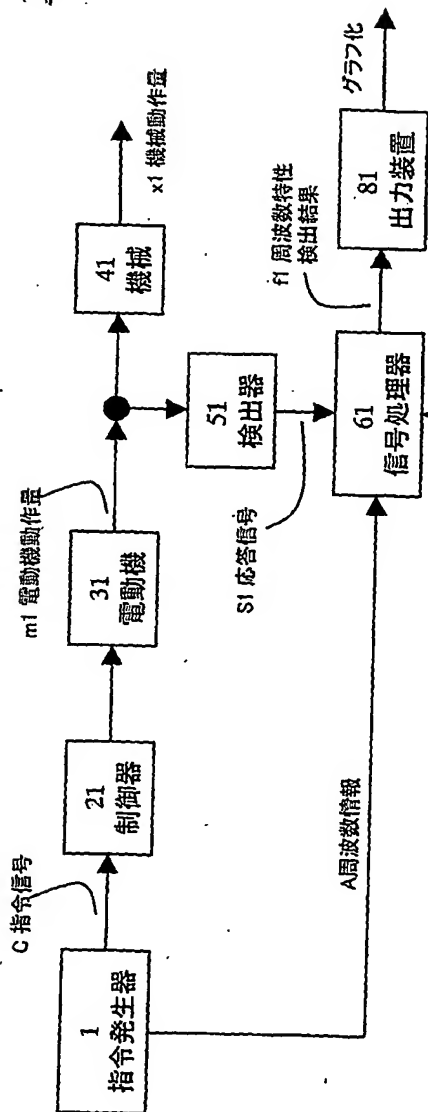 1
指令発生器
C 指令信号
21
制御器
31
電動機
m1 電動機動作量
41
機械
x1 機械動作量
51
検出器
S1 応答信号
A周波数情報
61
信号処理器
f1 周波数特性
検出結果
81
出力装置
グラフ化